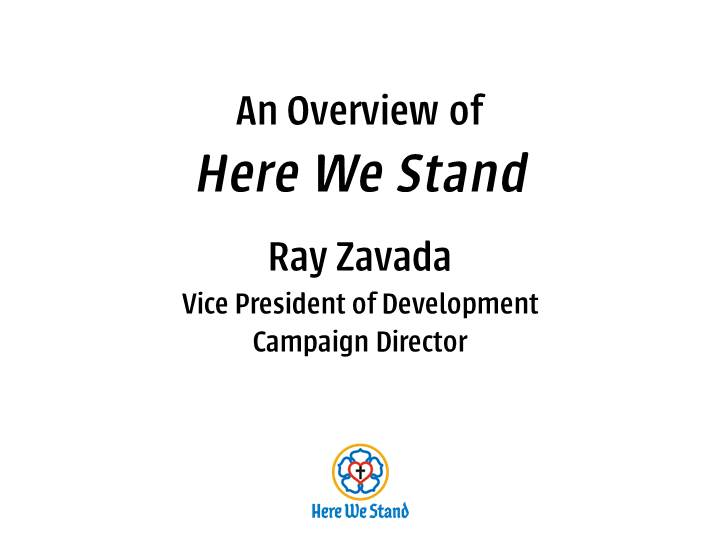 An Overview of
Here We Stand
Ray Zavada
Vice President of Development
Campaign Director
Here We Stand